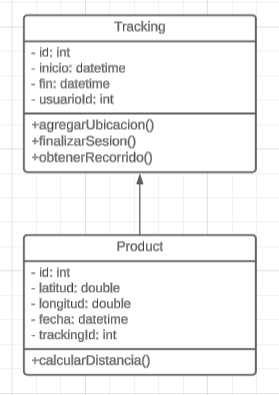 Tracking
- id: int
- inicio: datetime
- fin: datetime
- usuarioId: int
+agregarUbicacion()
+finalizarSesion()
+obtenerRecorrido()
Product
- id: int
- latitud: double
- longitud: double
- fecha: datetime
- trackingId: int
+calcularDistancia()